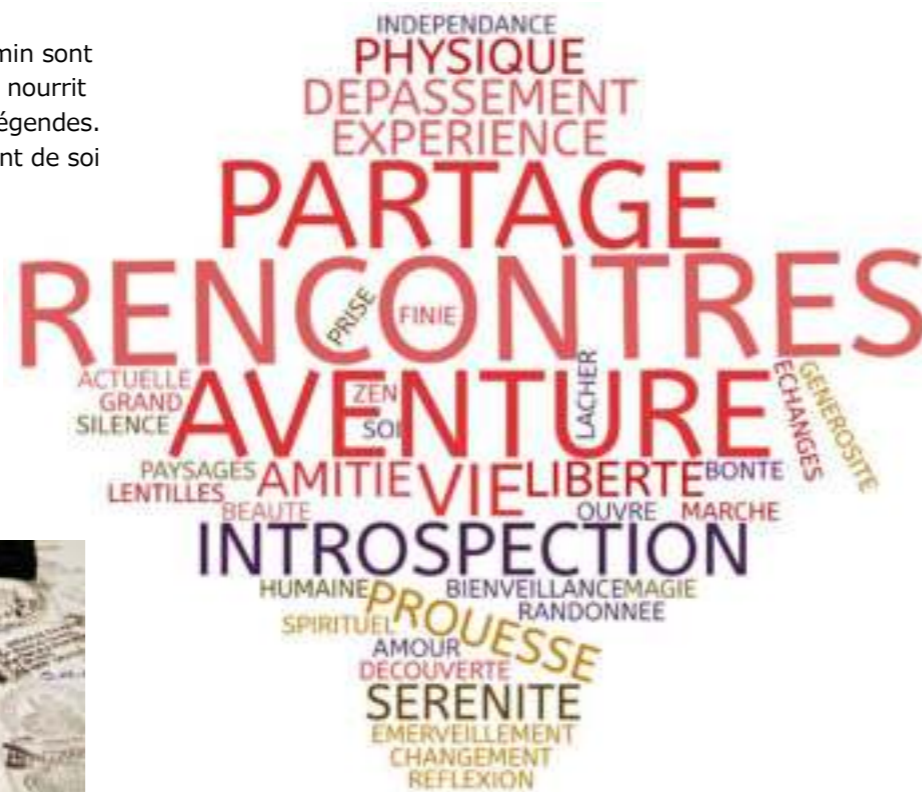 min sont
nourrit
égendes.
nt de soi
INDEPENDANCE
PHYSIQUE
DEPASSEMENT
EXPERIENCE
PARTAGE
RENCONTRES
PRISE
FINIE
ACTUELLE
GRAND
SILENCE
AVENTURE
ZEN
SOI
LACHER
ECHANGES
GENEROSITE
PAYSAGES
LENTILLES
AMITIE
VIE
LIBERTE
BONTE
BEAUTE
OUVRE
MARCHE
INTROSPECTION
HUMAINE
PROUESSE
BIENVEILLANCE
MAGIE
RANDONNEE
SPIRITUEL
AMOUR
DECOUVERTE
SERENITE
EMERVEILLEMENT
CHANGEMENT
REFLEXION